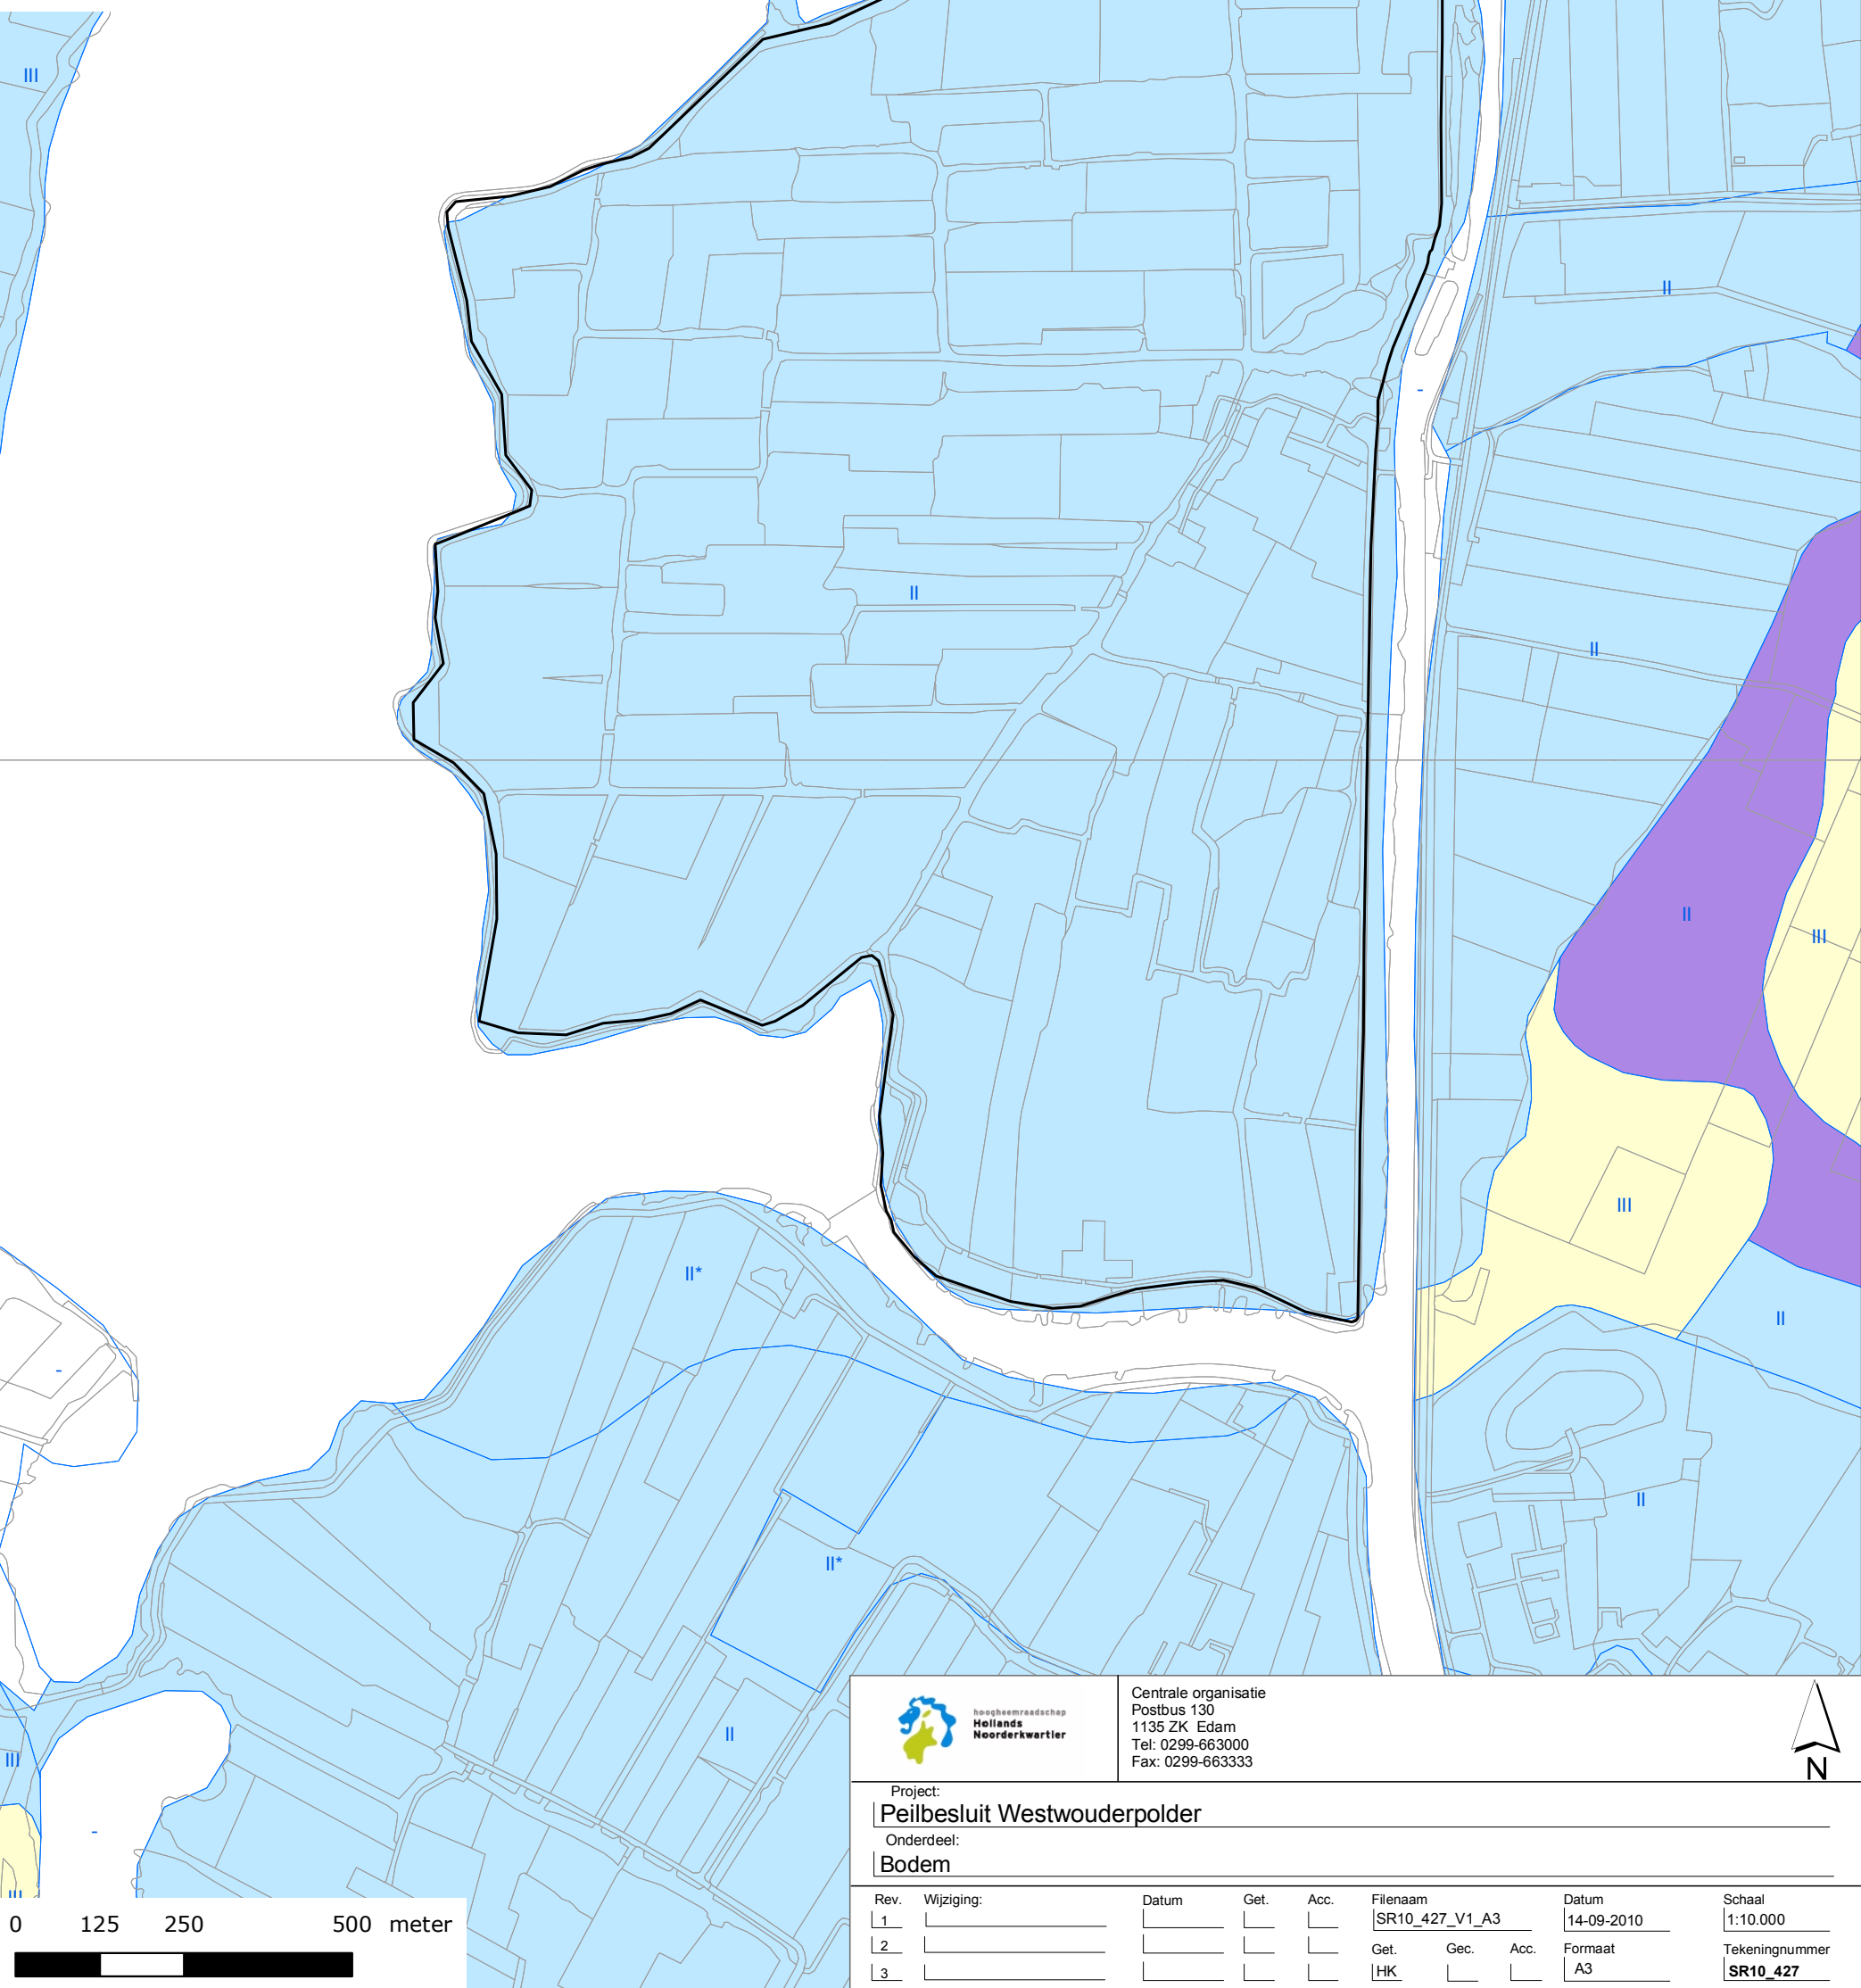 III
II
-
II
II
II
III
III
II*
II
-
II
II*
II
III
-
III
0 125 250 500 meter
hoogheemraadschap
Hollands
Noorderkwartier
Centrale organisatie
Postbus 130
1135 ZK Edam
Tel: 0299-663000
Fax: 0299-663333
N
Project:
Peilbesluit Westwouderpolder
Onderdeel:
Bodem
Rev. Wijziging: Datum Get. Acc. Filenaam Datum Schaal
1 SR10_427_V1_A3 14-09-2010 1:10.000
2 Get. Gec. Acc. Formaat Tekeningnummer
3 HK A3 SR10_427